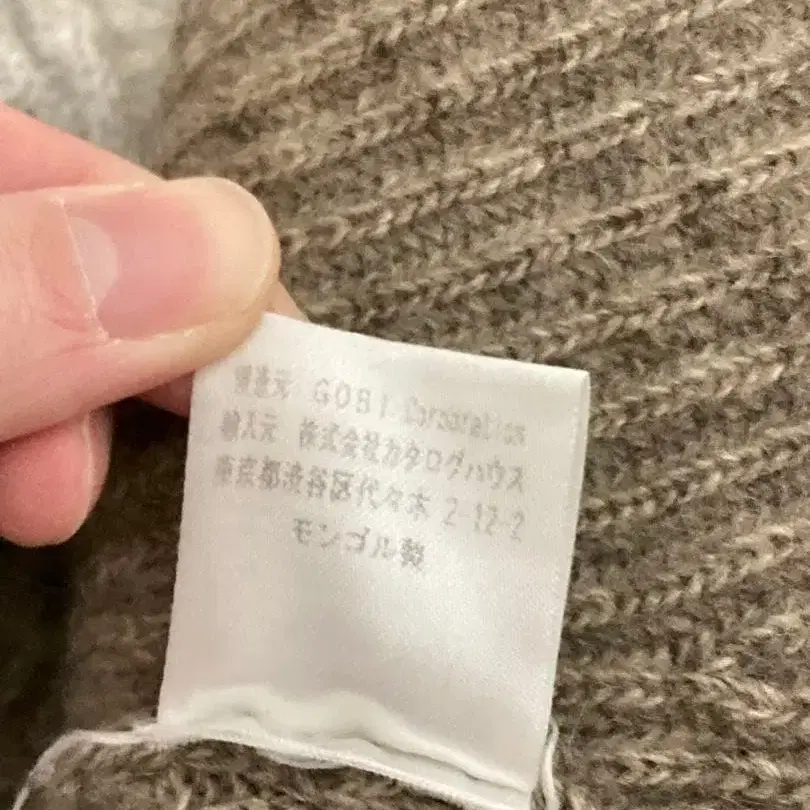 製造元 GOBI Corporation
輸入元 株式会社カタログハウス
東京都渋谷区代々木 2-12-2
モンゴル製